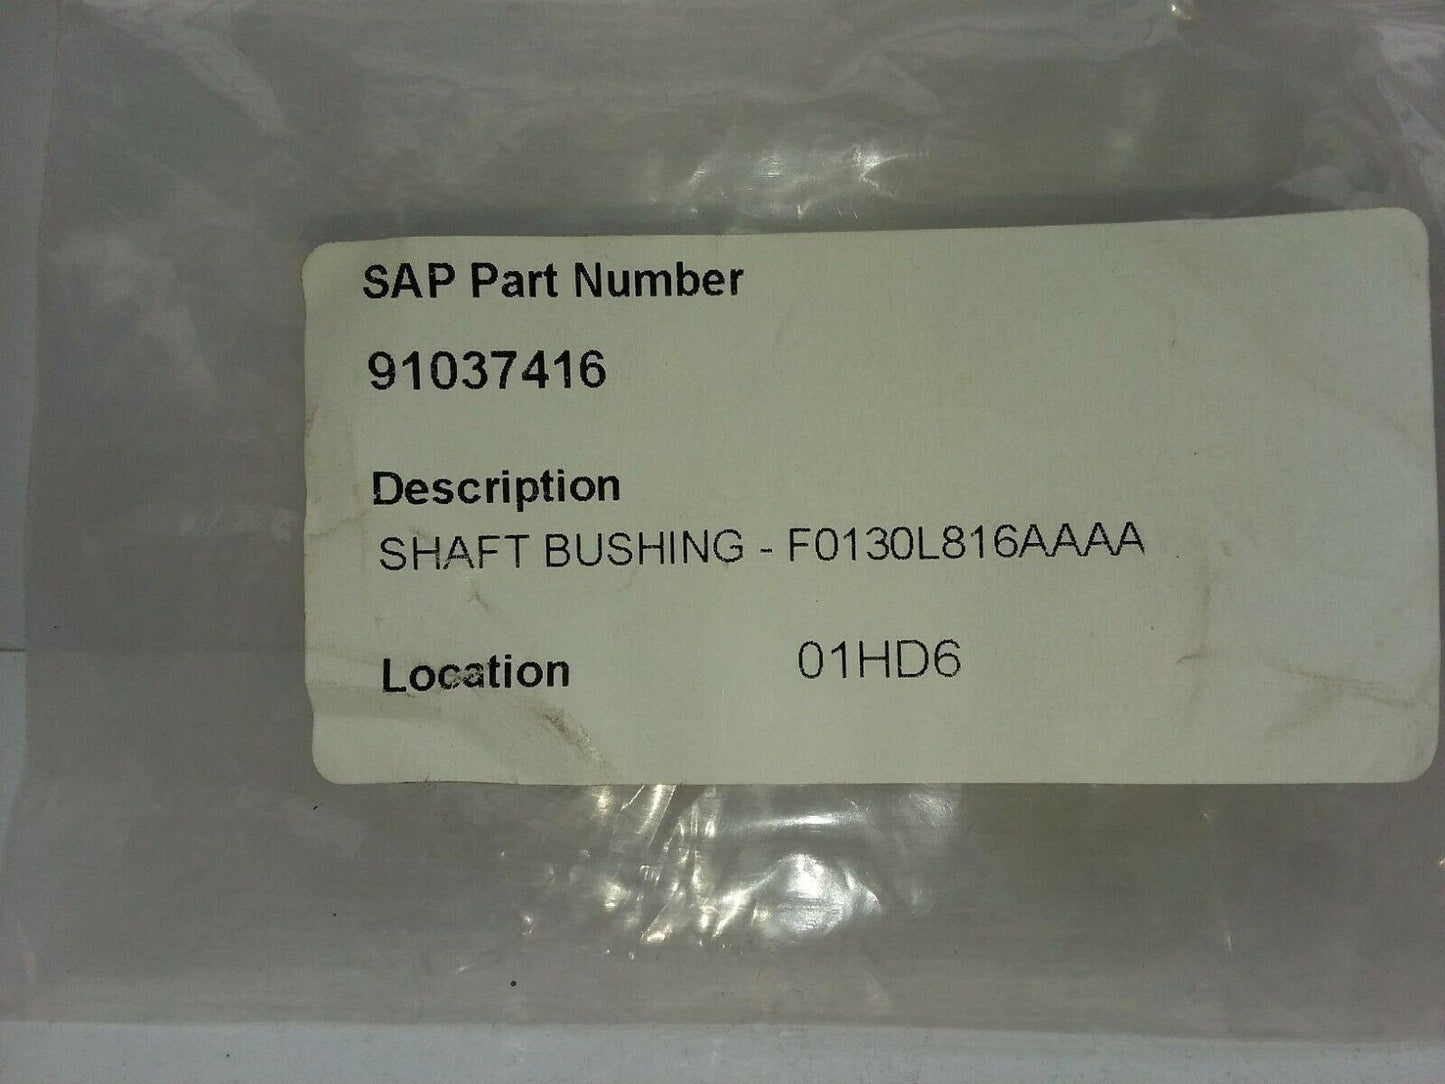 SAP Part Number
91037416
Description
SHAFT BUSHING - F0130L816AAAA
Location 01HD6